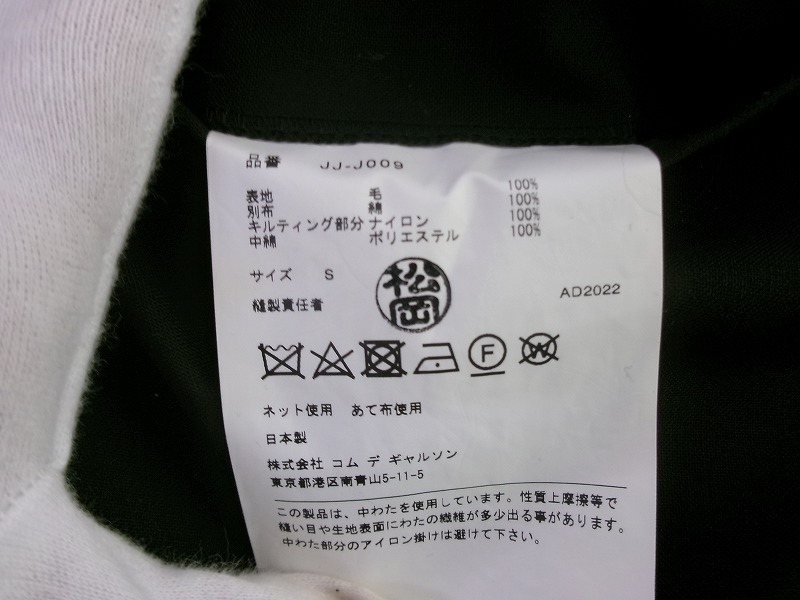 品番 JJ-J009
表地 毛 100%
別布 綿 100%
キルティング部分 ナイロン 100%
中綿 ポリエステル 100%
サイズ S
松岡
縫製責任者
AD2022
F
W
ネット使用 あて布使用
日本製
株式会社 コム デ ギャルソン
東京都港区南青山5-11-5
この製品は、中わたを使用しています。性質上摩擦等で
縫い目や生地表面にわたの繊維が多少出る事があります。
中わた部分のアイロン掛けは避けて下さい。